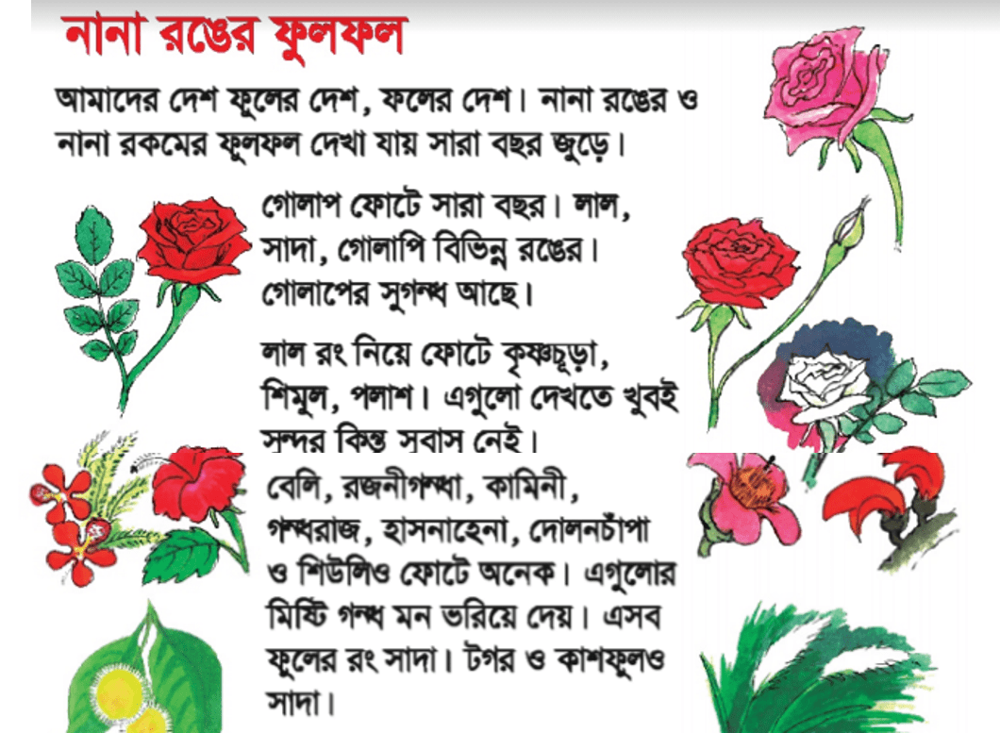 নানা রঙের ফুলফল
আমাদের দেশ ফুলের দেশ, ফলের দেশ। নানা রঙের ও
নানা রকমের ফুলফল দেখা যায় সারা বছর জুড়ে।
গোলাপ ফোটে সারা বছর। লাল,
সাদা, গোলাপি বিভিন্ন রঙের।
গোলাপের সুগন্ধ আছে।
লাল রং নিয়ে ফোটে কৃষ্ণচূড়া,
শিমুল, পলাশ। এগুলো দেখতে খুবই
সুন্দর কিন্তু সুবাস নেই।
বেলি, রজনীগন্ধা, কামিনী,
গন্ধরাজ, হাসনাহেনা, দোলনচাঁপা
ও শিউলিও ফোটে অনেক। এগুলোর
মিষ্টি গন্ধ মন ভরিয়ে দেয়। এসব
ফুলের রং সাদা। টগর ও কাশফুলও
সাদা।